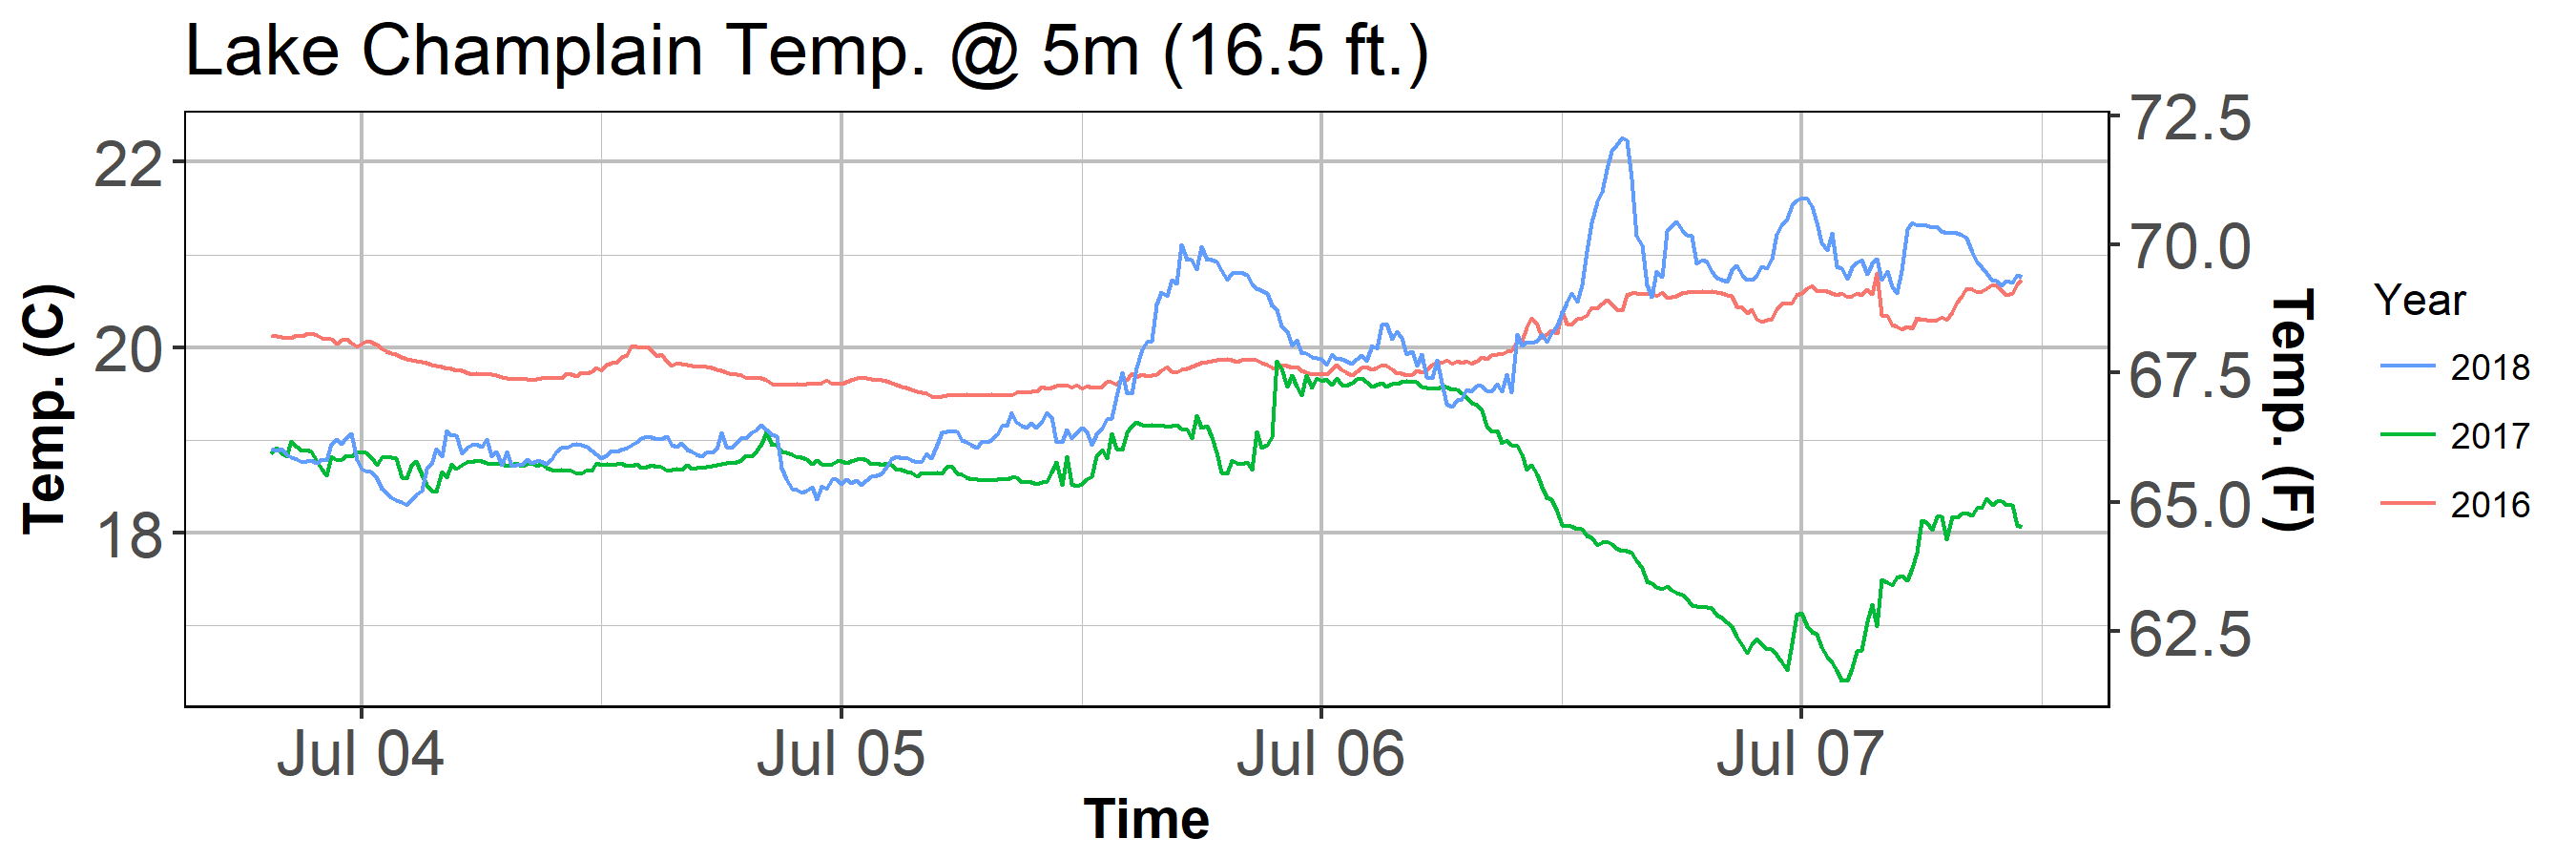 Lake Champlain Temp. @ 5m (16.5 ft.)
Temp. (C)
22
20
18
72.5
70.0
67.5
65.0
62.5
Temp. (F)
Jul 04
Jul 05
Jul 06
Jul 07
Time
Year
2018
2017
2016